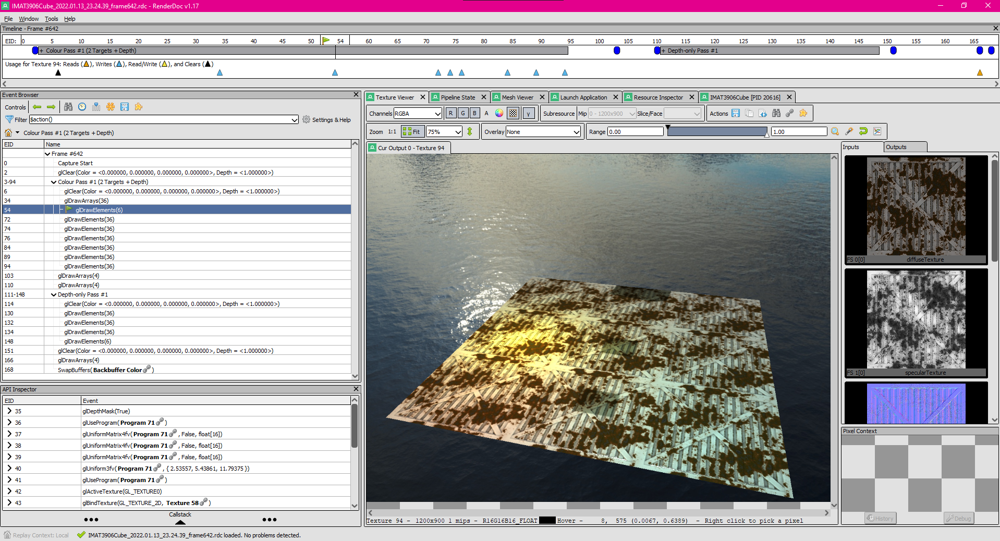 IMAT3906Cube_2022.01.13_23.24.39_frame642.rdc - RenderDoc v1.17
File Window Tools Help
Timeline - Frame #642
EID: 0 5 10 15 20 25 30 35 40 45 50 54 60 65 70 75 80 85 90 95 100 105 110 115 120 125 130 135 140 145 150 155 160 165
+ Colour Pass #1 (2 Targets + Depth) + Depth-only Pass #1
Usage for Texture 94: Reads ( ), Writes ( ), Read/Write ( ), and Clears ( )
Event Browser
Controls
Filter $action() Settings & Help
Colour Pass #1 (2 Targets + Depth)
EID Name
Frame #642
0 Capture Start
2 glClear(Color = <0.000000, 0.000000, 0.000000, 0.000000>, Depth = <1.000000>)
3-94 Colour Pass #1 (2 Targets + Depth)
6 glClear(Color = <0.000000, 0.000000, 0.000000, 0.000000>, Depth = <1.000000>)
34 glDrawArrays(36)
54 glDrawElements(6)
72 glDrawElements(36)
74 glDrawElements(36)
76 glDrawElements(36)
84 glDrawElements(36)
89 glDrawElements(36)
94 glDrawElements(36)
103 glDrawArrays(4)
110 glDrawArrays(4)
111-148 Depth-only Pass #1
114 glClear(Color = <0.000000, 0.000000, 0.000000, 0.000000>, Depth = <1.000000>)
130 glDrawElements(36)
132 glDrawElements(36)
134 glDrawElements(36)
148 glDrawElements(6)
151 glClear(Color = <0.000000, 0.000000, 0.000000, 0.000000>, Depth = <1.000000>)
166 glDrawArrays(4)
168 SwapBuffers(Backbuffer Color )
API Inspector
EID Event
35 glDepthMask(True)
36 glUseProgram(Program 71 )
37 glUniformMatrix4fv(Program 71 , False, float[16])
38 glUniformMatrix4fv(Program 71 , False, float[16])
39 glUniformMatrix4fv(Program 71 , False, float[16])
40 glUniform3fv(Program 71 , { 2.53557, 5.43861, 11.79375 })
41 glUseProgram(Program 71 )
42 glActiveTexture(GL_TEXTURE0)
43 glBindTexture(GL_TEXTURE_2D, Texture 58 )
Callstack
Texture Viewer Pipeline State Mesh Viewer Launch Application Resource Inspector IMAT3906Cube [PID 20616]
Channels RGBA R G B A γ Subresource Mip 0 - 1200x900 Slice/Face Actions
Zoom 1:1 Fit 75% Overlay None Range 0.00 1.00
Cur Output 0 - Texture 94
Inputs Outputs
FS 0[0] diffuseTexture
FS 1[0] specularTexture
Pixel Context
History Debug
Texture 94 - 1200x900 1 mips - R16G16B16_FLOAT Hover - 8, 575 (0.0067, 0.6389) - Right click to pick a pixel
Replay Context: Local IMAT3906Cube_2022.01.13_23.24.39_frame642.rdc loaded. No problems detected.